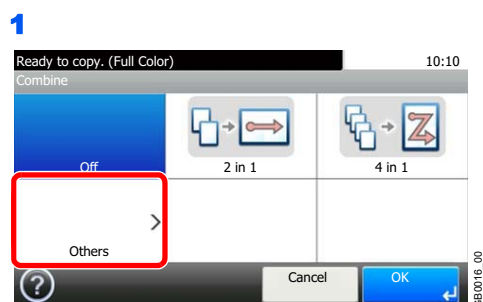 1
Ready to copy. (Full Color) 10:10
Combine
Off 2 in 1 4 in 1
Others
? Cancel OK
GB0016_00